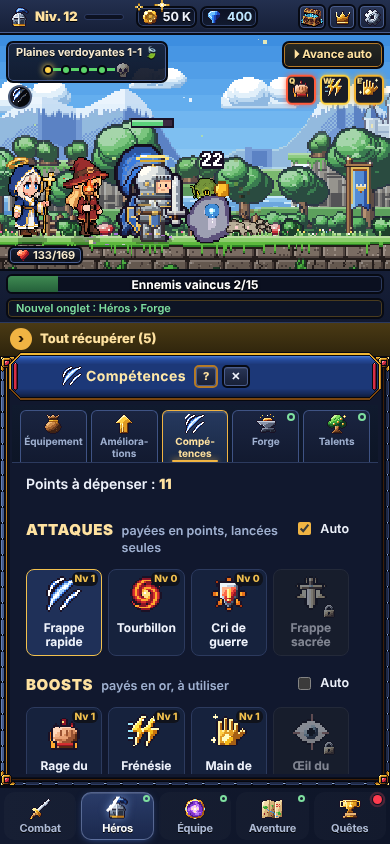 Niv. 12
50 K
400
Plaines verdoyantes 1-1
Avance auto
Q
W
E
22
133/169
Ennemis vaincus 2/15
Nouvel onglet : Héros › Forge
Tout récupérer (5)
Compétences
?
×
Équipement
Améliora-
tions
Compé-
tences
Forge
Talents
Points à dépenser : 11
ATTAQUES payées en points, lancées
seules
Auto
Nv 1
Nv 0
Nv 0
Frappe
rapide
Tourbillon
Cri de
guerre
Frappe
sacrée
BOOSTS payés en or, à utiliser
Auto
Nv 1
Nv 1
Nv 1
Rage du
Frénésie
Main de
Œil du
Combat
Héros
Équipe
Aventure
Quêtes